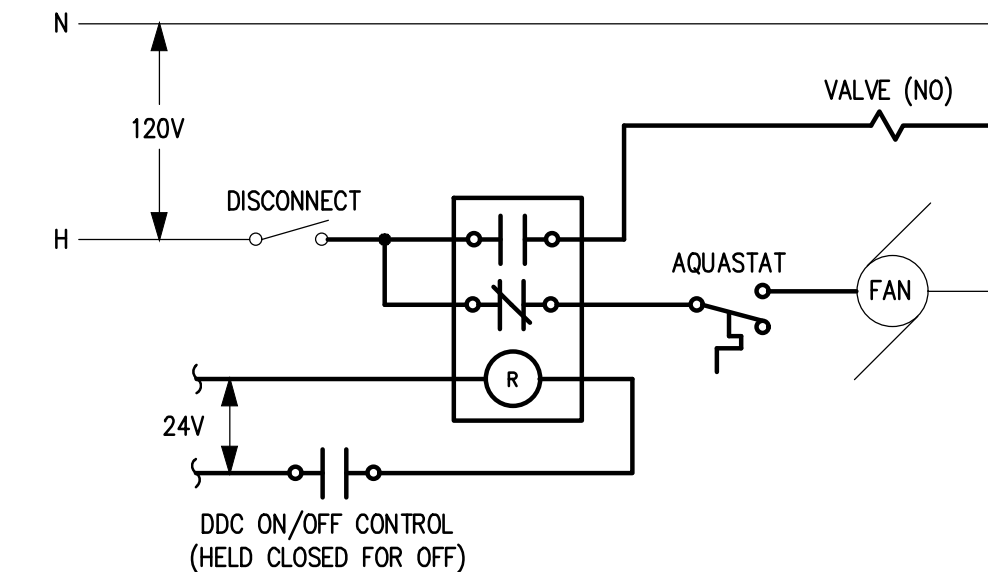 N
VALVE (NO)
120V
DISCONNECT
H
AQUASTAT
FAN
R
24V
DDC ON/OFF CONTROL
(HELD CLOSED FOR OFF)